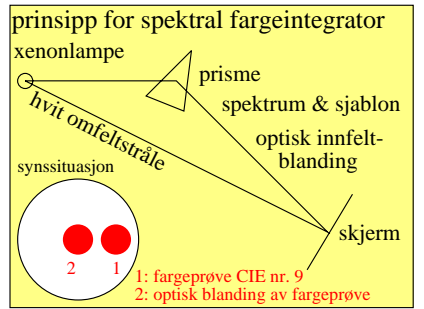 prinsipp for spektral fargeintegrator
xenonlampe
prisme
spektrum & sjablon
hvit omfeltstråle
optisk innfelt-
blanding
synssituasjon
skjerm
2
1
1: fargeprøve CIE nr. 9
2: optisk blanding av fargeprøve